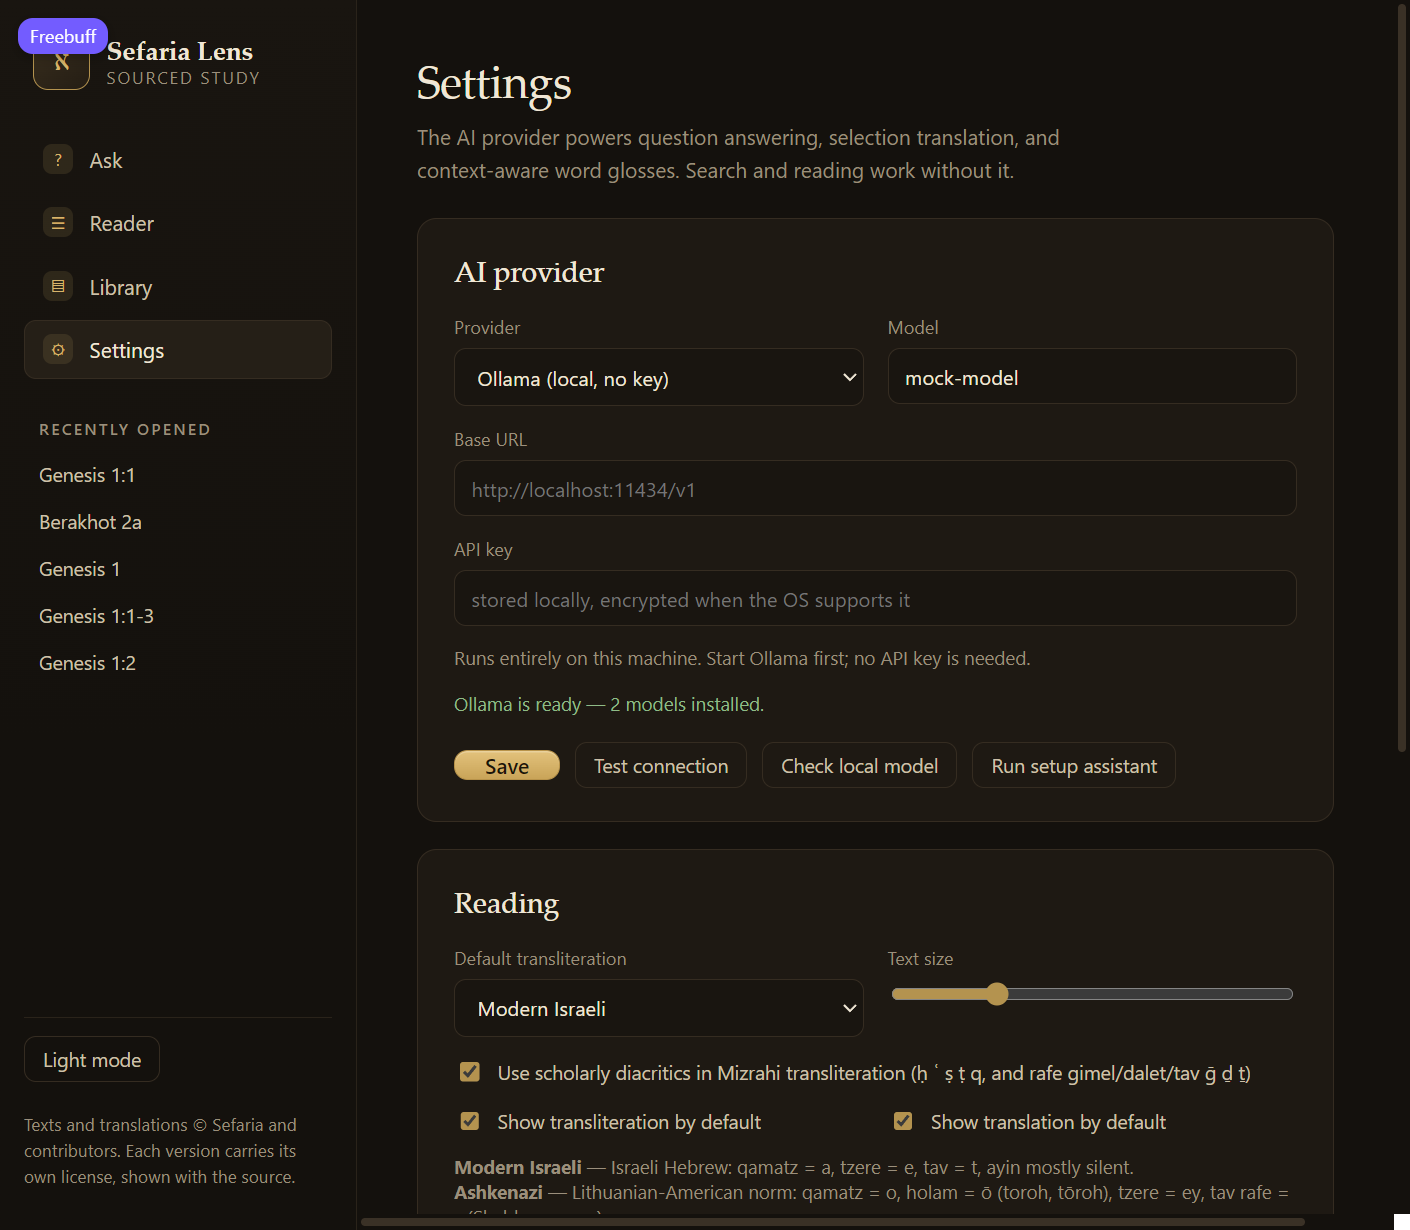 Freebuff
א
Sefaria Lens
SOURCED STUDY
? Ask
Reader
Library
Settings
RECENTLY OPENED
Genesis 1:1
Berakhot 2a
Genesis 1
Genesis 1:1-3
Genesis 1:2
Light mode
Texts and translations © Sefaria and
contributors. Each version carries its
own license, shown with the source.
Settings
The AI provider powers question answering, selection translation, and
context-aware word glosses. Search and reading work without it.
AI provider
Provider Model
Ollama (local, no key) mock-model
Base URL
http://localhost:11434/v1
API key
stored locally, encrypted when the OS supports it
Runs entirely on this machine. Start Ollama first; no API key is needed.
Ollama is ready — 2 models installed.
Save Test connection Check local model Run setup assistant
Reading
Default transliteration Text size
Modern Israeli
Use scholarly diacritics in Mizrahi transliteration (ḥ ʿ ṣ ṭ q, and rafe gimel/dalet/tav ḡ ḏ ṯ)
Show transliteration by default Show translation by default
Modern Israeli — Israeli Hebrew: qamatz = a, tzere = e, tav = t, ayin mostly silent.
Ashkenazi — Lithuanian-American norm: qamatz = o, holam = ō (toroh, tōroh), tzere = ey, tav rafe =